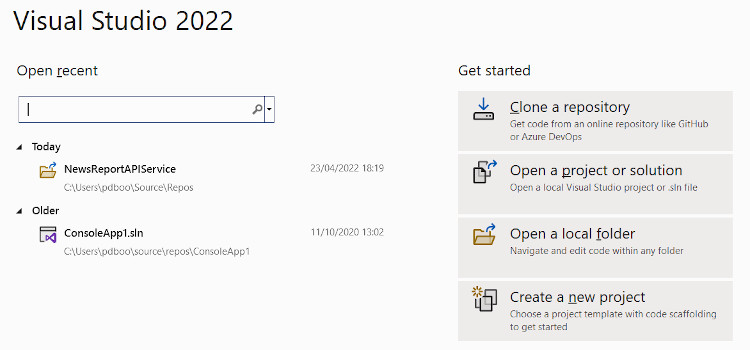 Visual Studio 2022
Open recent
Today
NewsReportAPIService 23/04/2022 18:19
C:\Users\pdboo\Source\Repos
Older
ConsoleApp1.sln 11/10/2020 13:02
C:\Users\pdboo\source\repos\ConsoleApp1
Get started
Clone a repository
Get code from an online repository like GitHub
or Azure DevOps
Open a project or solution
Open a local Visual Studio project or .sln file
Open a local folder
Navigate and edit code within any folder
Create a new project
Choose a project template with code scaffolding
to get started